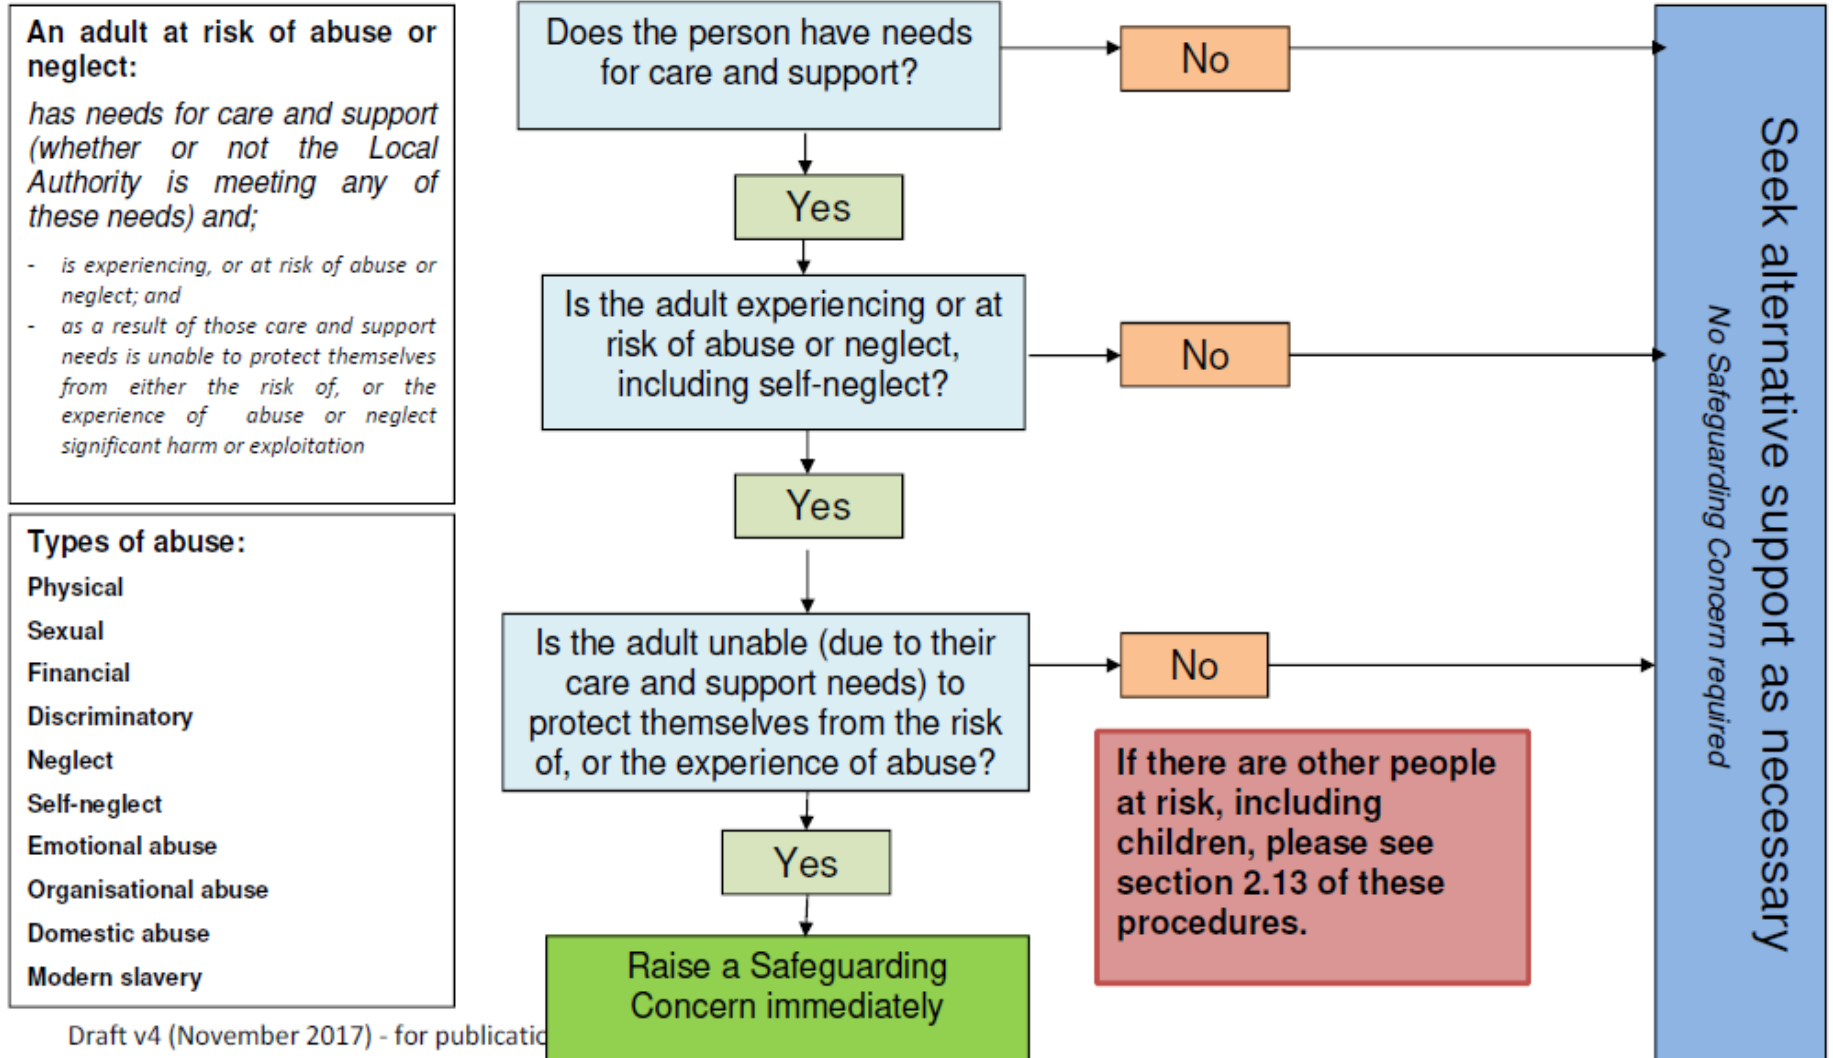 An adult at risk of abuse or
neglect:
has needs for care and support
(whether or not the Local
Authority is meeting any of
these needs) and;
- is experiencing, or at risk of abuse or
neglect; and
- as a result of those care and support
needs is unable to protect themselves
from either the risk of, or the
experience of abuse or neglect
significant harm or exploitation
Types of abuse:
Physical
Sexual
Financial
Discriminatory
Neglect
Self-neglect
Emotional abuse
Organisational abuse
Domestic abuse
Modern slavery
Does the person have needs
for care and support?
No
Yes
Is the adult experiencing or at
risk of abuse or neglect,
including self-neglect?
No
Yes
Is the adult unable (due to their
care and support needs) to
protect themselves from the risk
of, or the experience of abuse?
No
Yes
If there are other people
at risk, including
children, please see
section 2.13 of these
procedures.
Raise a Safeguarding
Concern immediately
Seek alternative support as necessary
No Safeguarding Concern required
Draft v4 (November 2017) - for